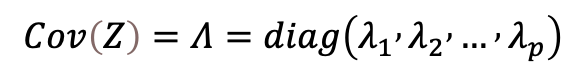 Cov(Z) = Λ = diag(λ₁, λ₂, ..., λₚ)